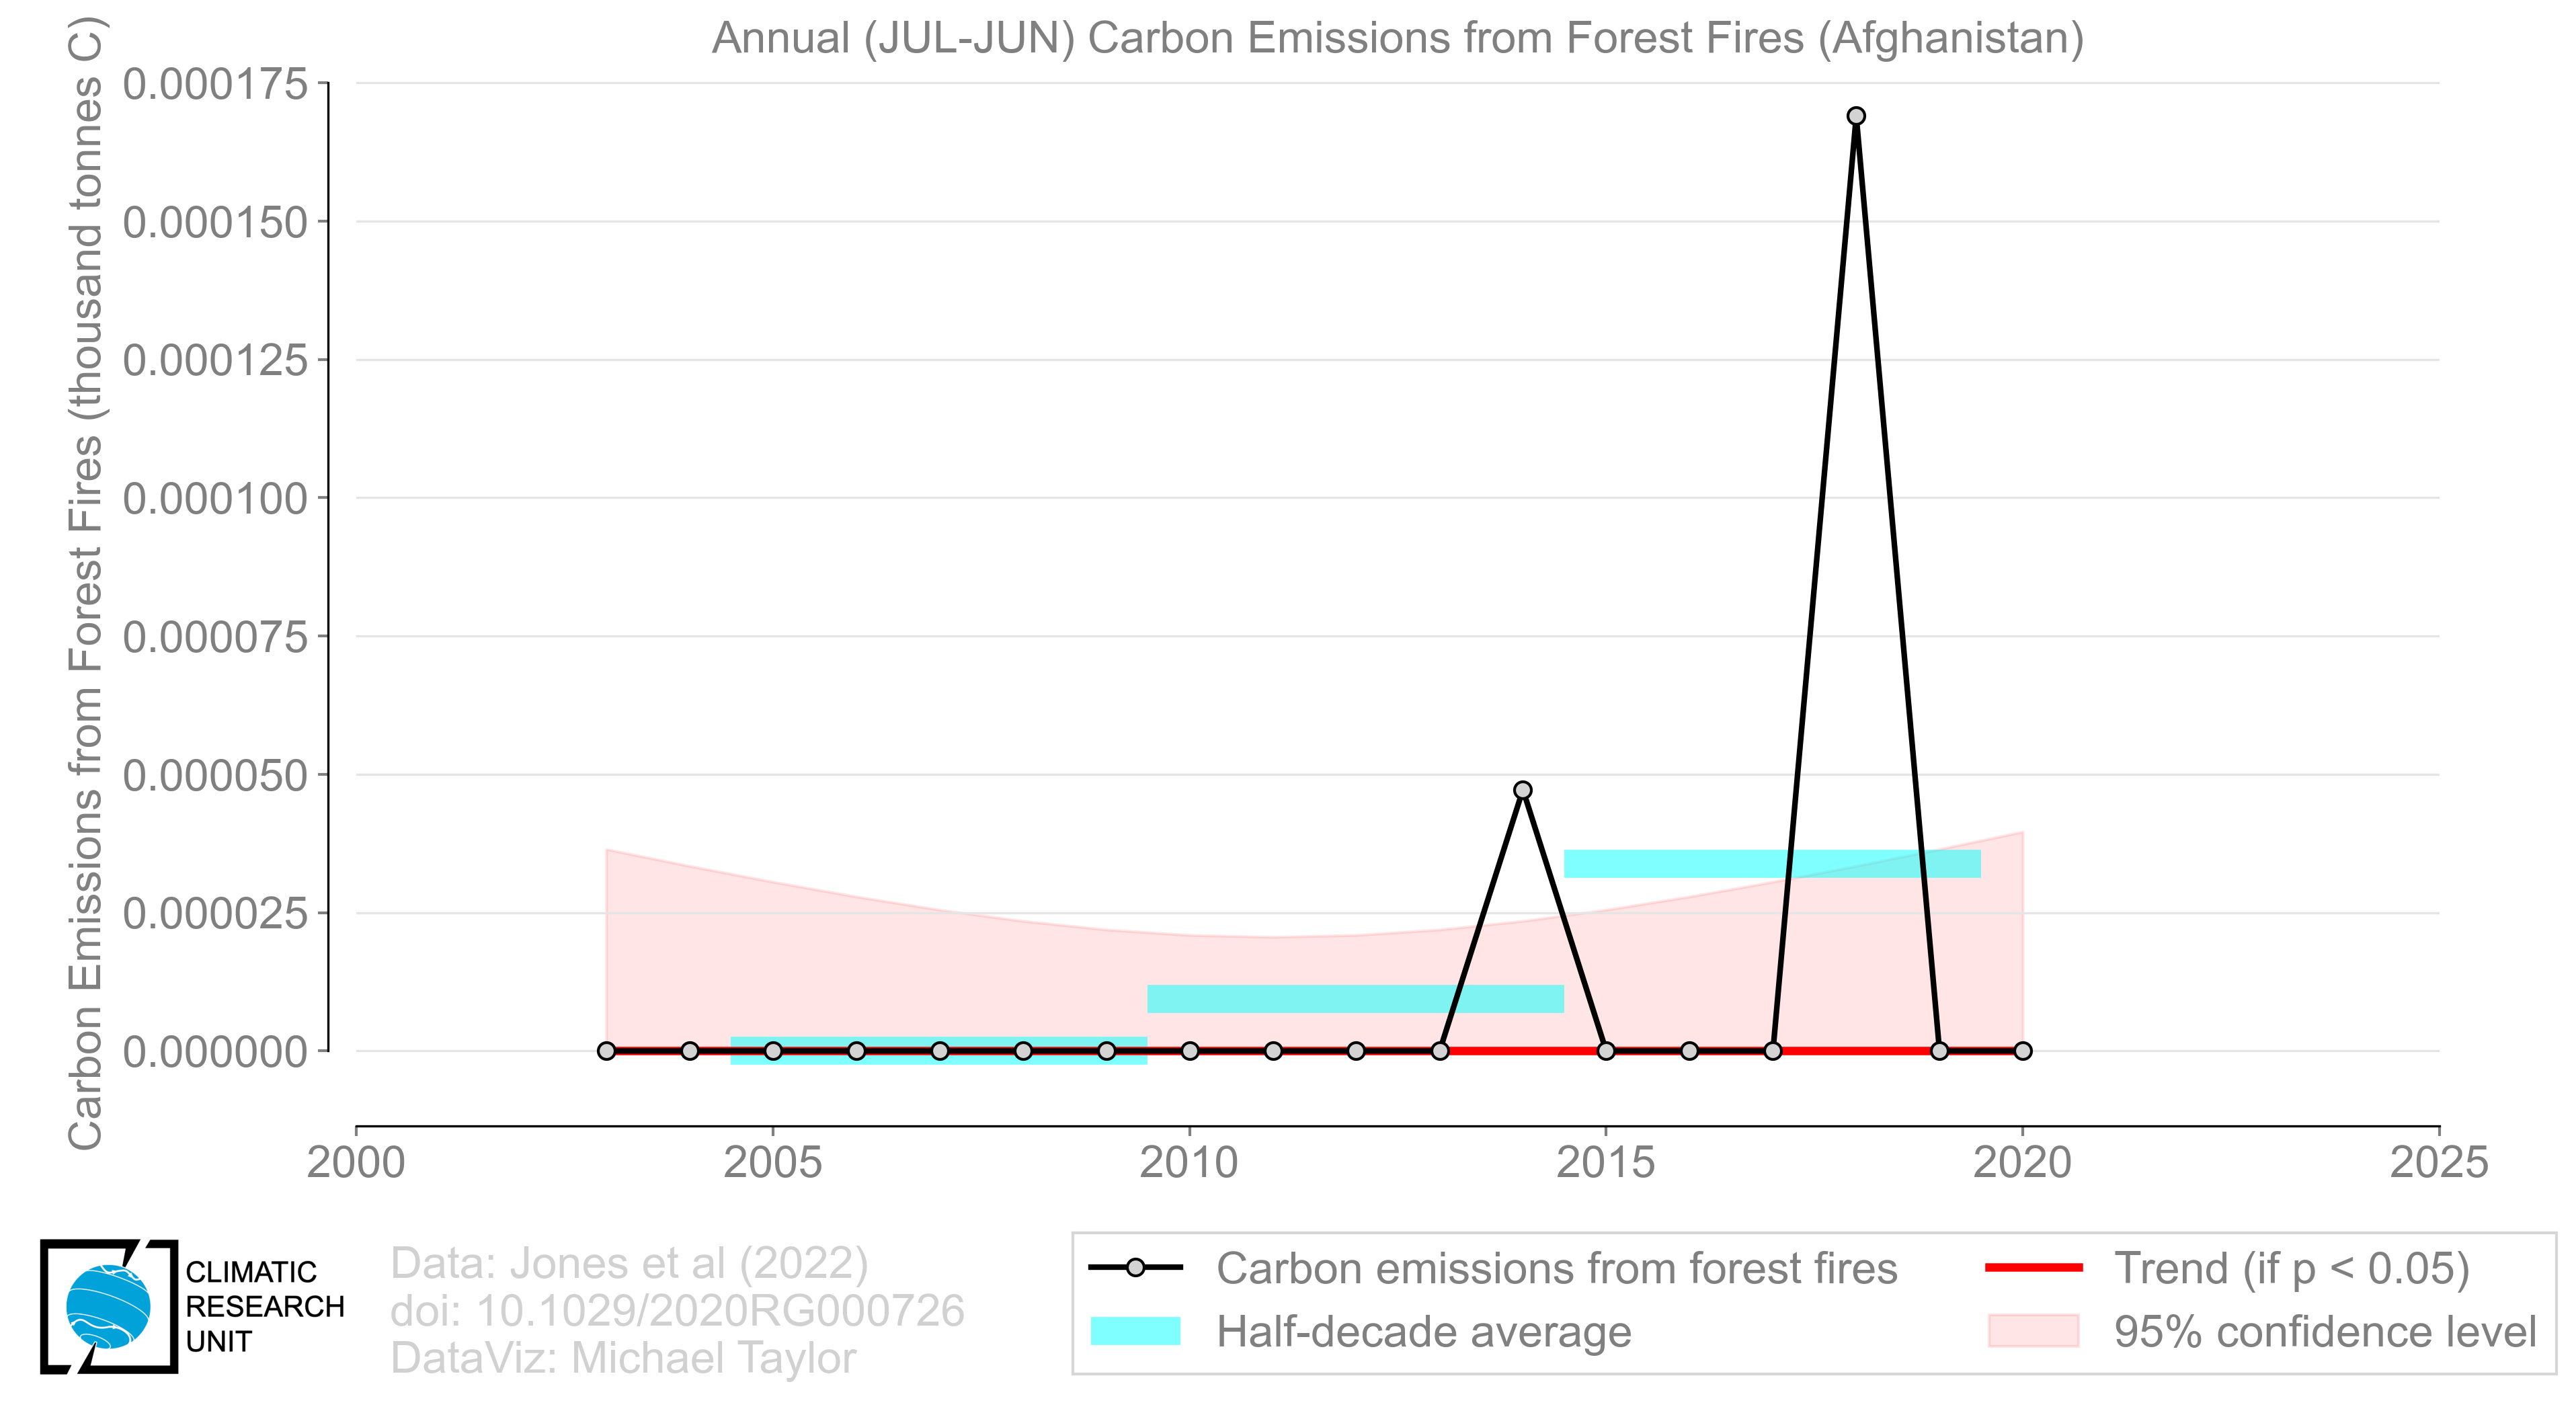 Annual (JUL-JUN) Carbon Emissions from Forest Fires (Afghanistan)
Carbon Emissions from Forest Fires (thousand tonnes C)
0.000175
0.000150
0.000125
0.000100
0.000075
0.000050
0.000025
0.000000
2000 2005 2010 2015 2020 2025
CLIMATIC
RESEARCH
UNIT
Data: Jones et al (2022)
doi: 10.1029/2020RG000726
DataViz: Michael Taylor
Carbon emissions from forest fires
Half-decade average
Trend (if p < 0.05)
95% confidence level